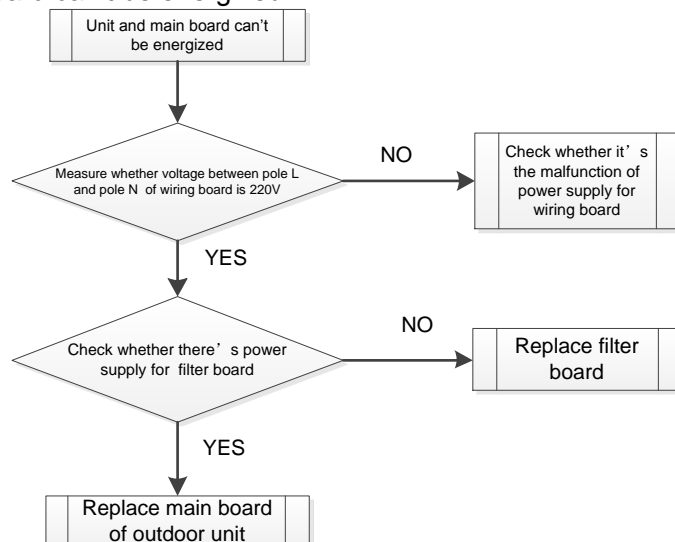 Unit and main board can't
be energized
Measure whether voltage between pole L
and pole N of wiring board is 220V
NO
Check whether it's
the malfunction of
power supply for
wiring board
YES
Check whether there's power
supply for filter board
NO
Replace filter
board
YES
Replace main board
of outdoor unit